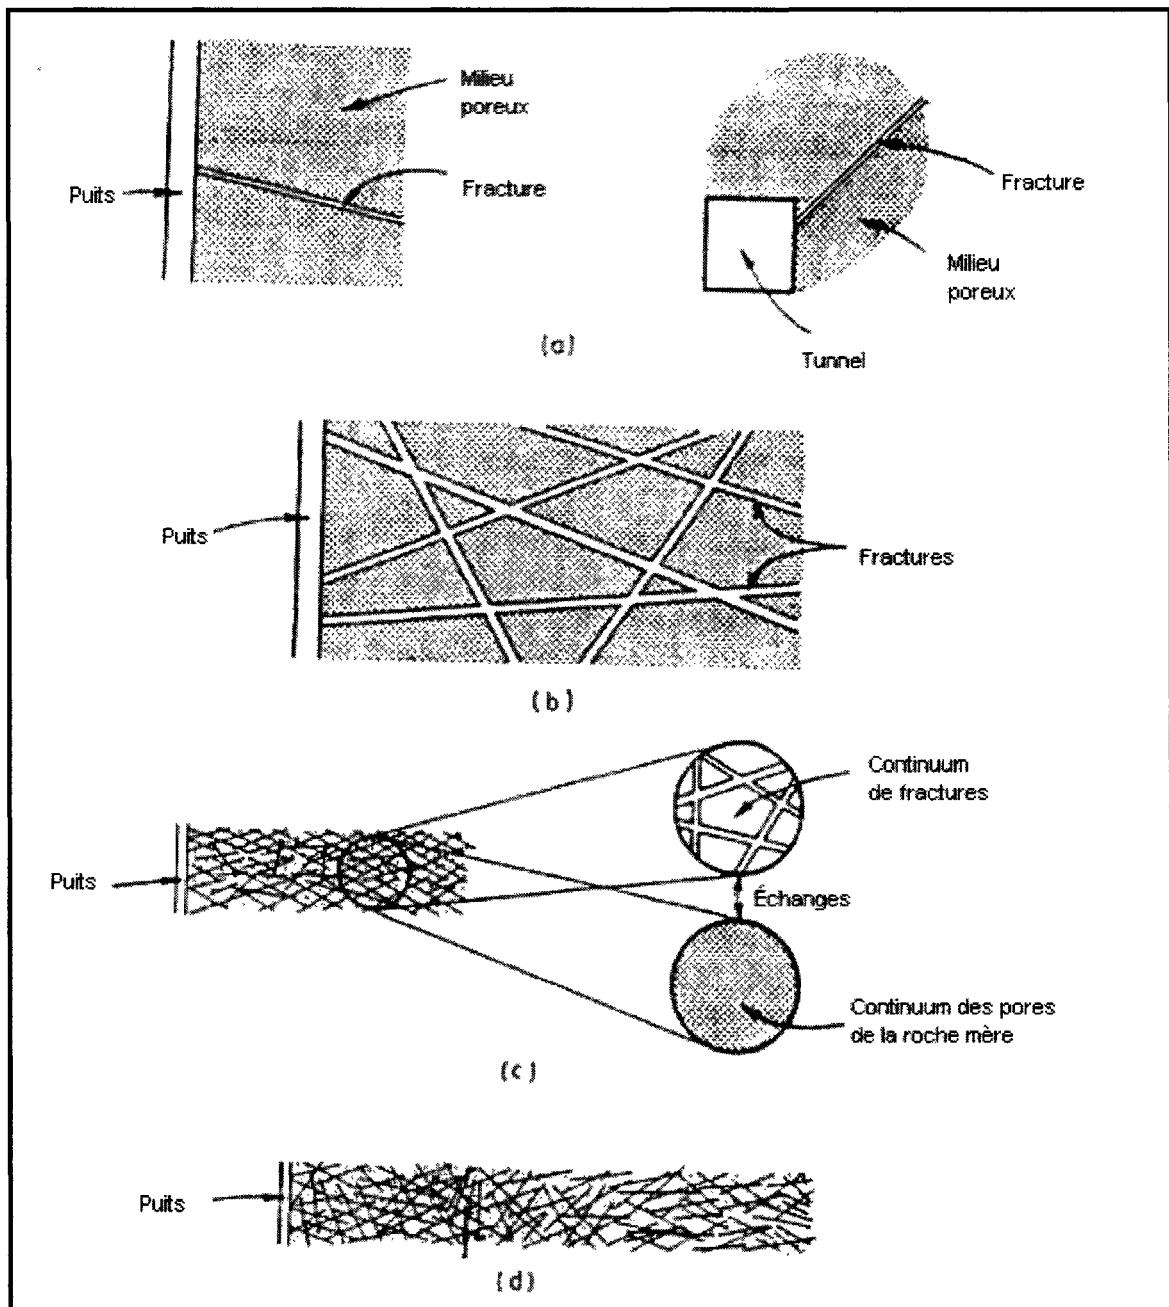 Milieu
poreux
Puits
Fracture
Fracture
Milieu
poreux
Tunnel
(a)
Puits
Fractures
(b)
Continuum
de fractures
Puits
Échanges
Continuum des pores
de la roche mère
(c)
Puits
(d)